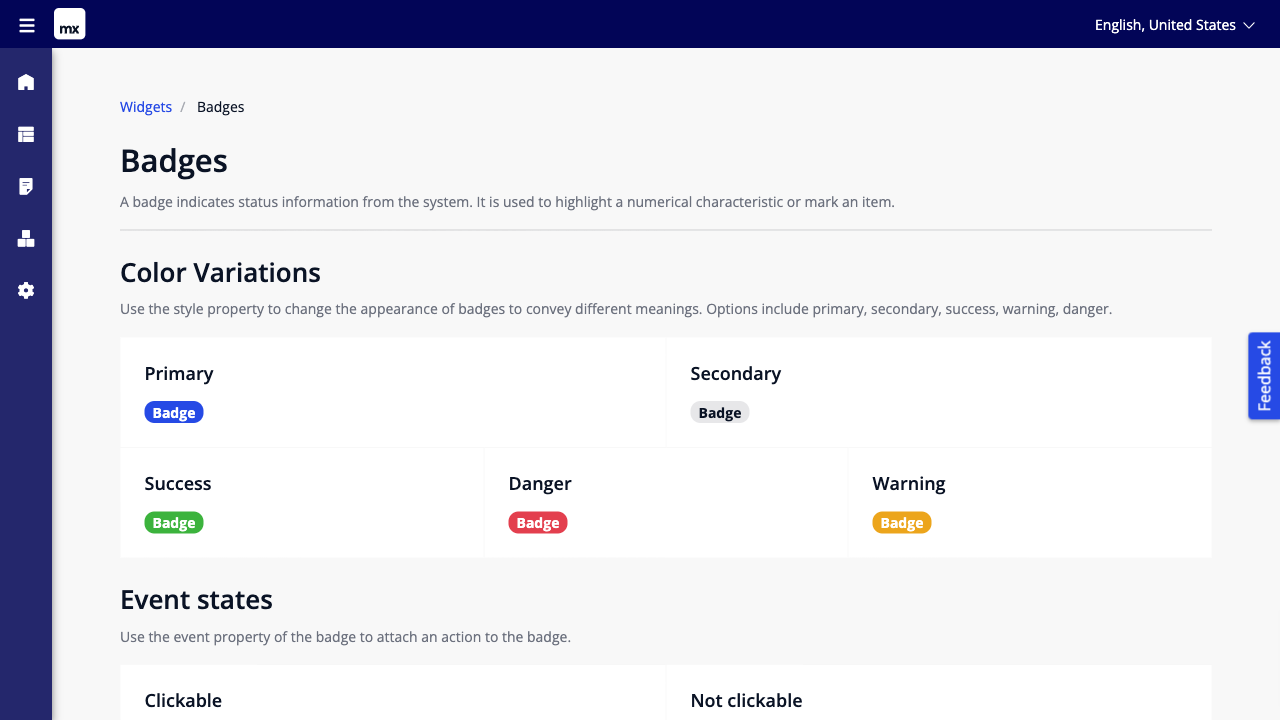 mx
English, United States
Widgets / Badges
Badges
A badge indicates status information from the system. It is used to highlight a numerical characteristic or mark an item.
Color Variations
Use the style property to change the appearance of badges to convey different meanings. Options include primary, secondary, success, warning, danger.
Feedback
Primary
Secondary
Badge
Badge
Success
Danger
Warning
Badge
Badge
Badge
Event states
Use the event property of the badge to attach an action to the badge.
Clickable
Not clickable